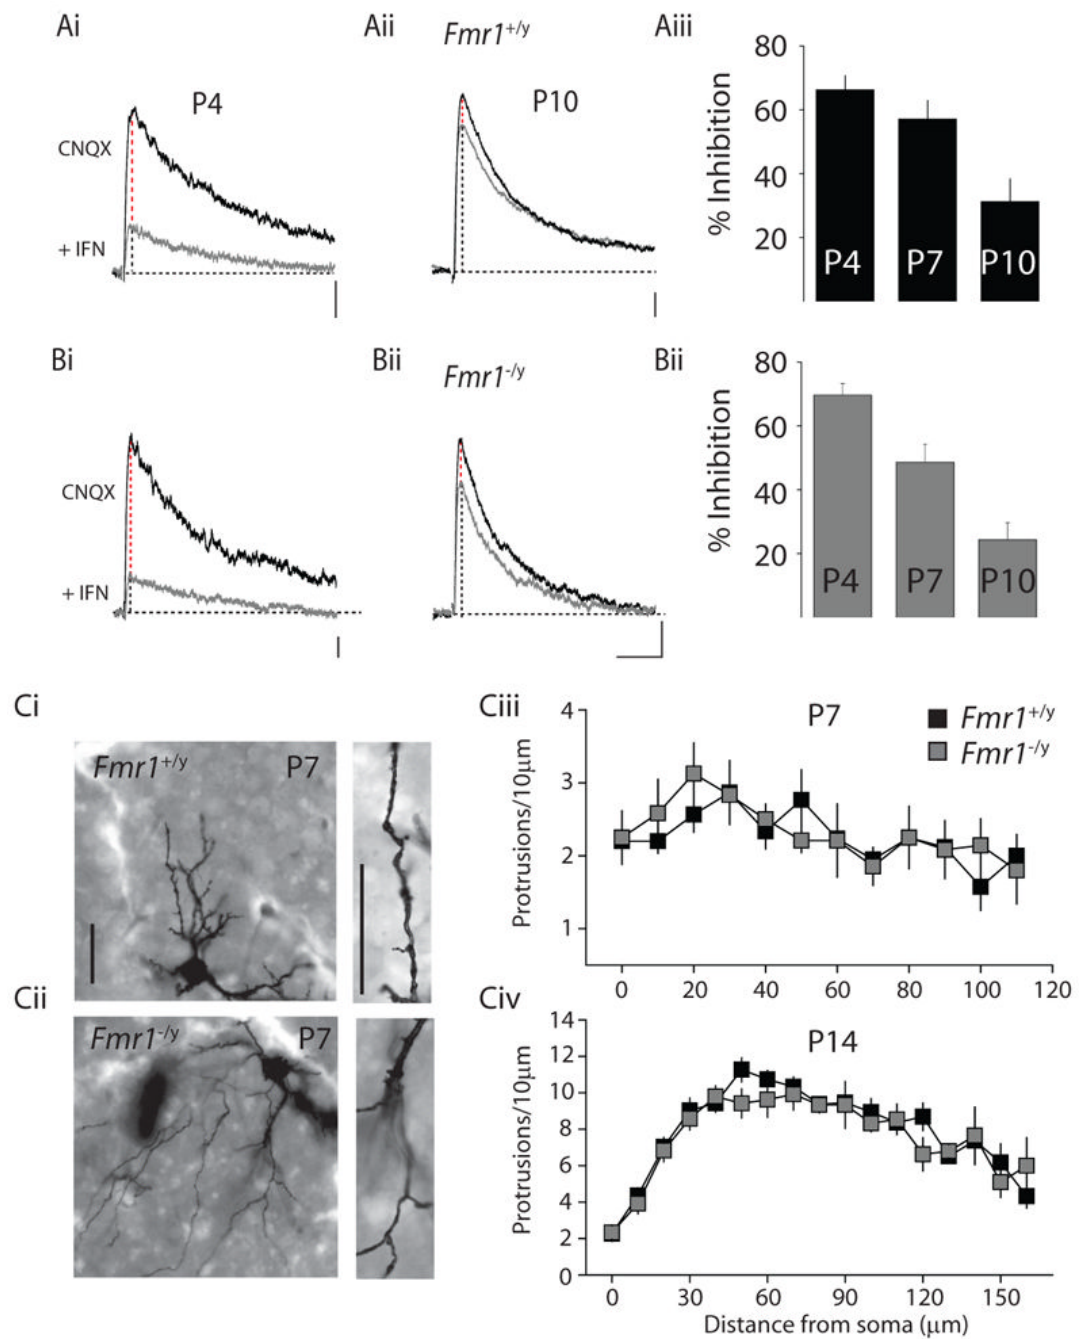 Ai
Aii
Fmr1+/y
Aiii
P4
P10
CNQX
+ IFN
% Inhibition
80
60
40
20
P4
P7
P10
Bi
Bii
Fmr1-/y
Bii
CNQX
+ IFN
% Inhibition
80
60
40
20
P4
P7
P10
Ci
Fmr1+/y
P7
Ciii
P7
Fmr1+/y
Fmr1-/y
Protrusions/10μm
4
3
2
1
0
20
40
60
80
100
120
Cii
Fmr1-/y
P7
Civ
P14
Protrusions/10μm
14
12
10
8
6
4
2
0
0
30
60
90
120
150
Distance from soma (μm)